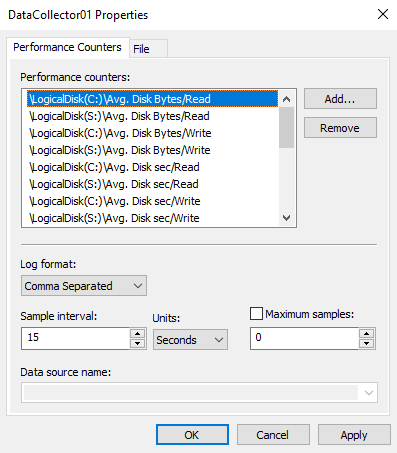 DataCollector01 Properties
Performance Counters File
Performance counters:
\LogicalDisk(C:)\Avg. Disk Bytes/Read
\LogicalDisk(S:)\Avg. Disk Bytes/Read
\LogicalDisk(C:)\Avg. Disk Bytes/Write
\LogicalDisk(S:)\Avg. Disk Bytes/Write
\LogicalDisk(C:)\Avg. Disk sec/Read
\LogicalDisk(S:)\Avg. Disk sec/Read
\LogicalDisk(C:)\Avg. Disk sec/Write
\LogicalDisk(S:)\Avg. Disk sec/Write
Add...
Remove
Log format:
Comma Separated
Sample interval:
15
Units:
Seconds
Maximum samples:
0
Data source name:
OK
Cancel
Apply